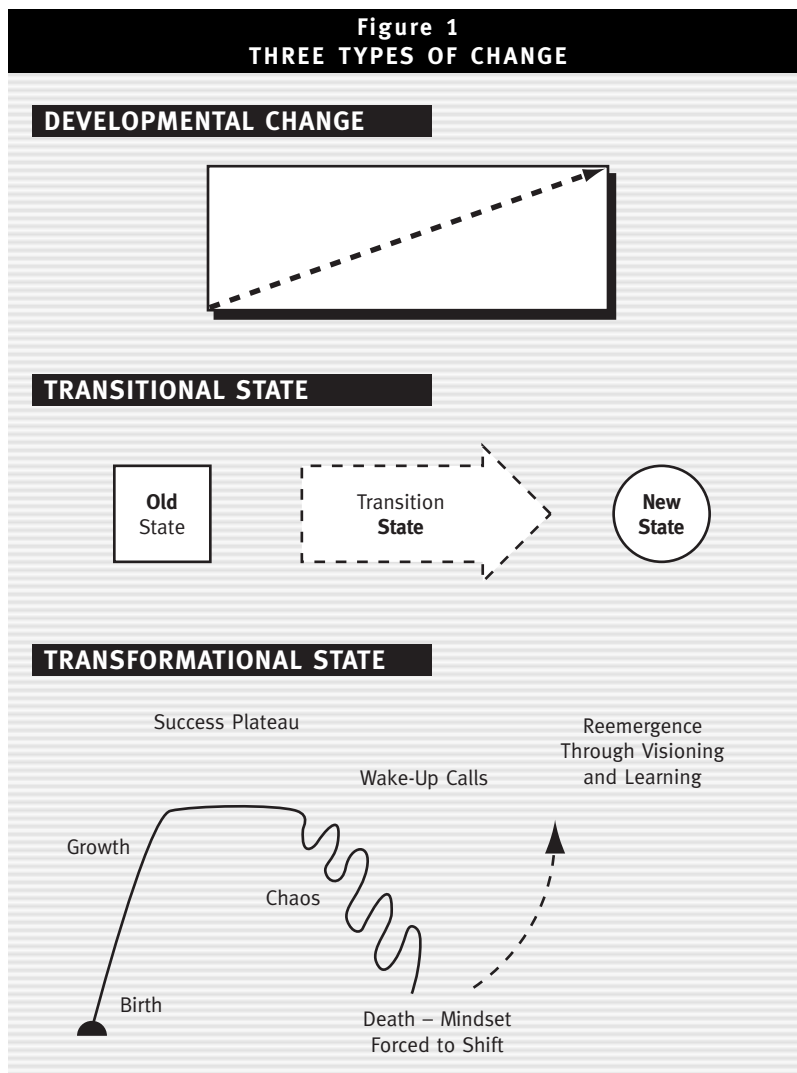 Figure 1
THREE TYPES OF CHANGE
DEVELOPMENTAL CHANGE
TRANSITIONAL STATE
Old
State
Transition
State
New
State
TRANSFORMATIONAL STATE
Success Plateau
Reemergence
Through Visioning
and Learning
Wake-Up Calls
Growth
Chaos
Birth
Death – Mindset
Forced to Shift